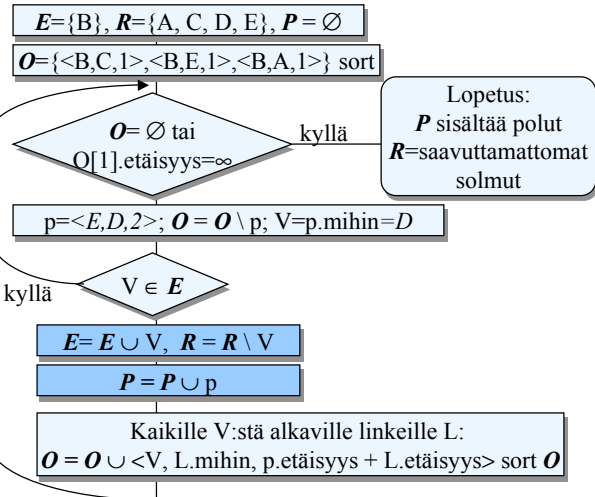 E={B}, R={A, C, D, E}, P = ∅
O={<B,C,1>,<B,E,1>,<B,A,1>} sort
O= ∅ tai
O[1].etäisyys=∞
kyllä
Lopetus:
P sisältää polut
R=saavuttamattomat
solmut
p=<E,D,2>; O = O \ p; V=p.mihin=D
V ∈ E
kyllä
E= E ∪ V, R = R \ V
P = P ∪ p
Kaikille V:stä alkaville linkeille L:
O = O ∪ <V, L.mihin, p.etäisyys + L.etäisyys> sort O